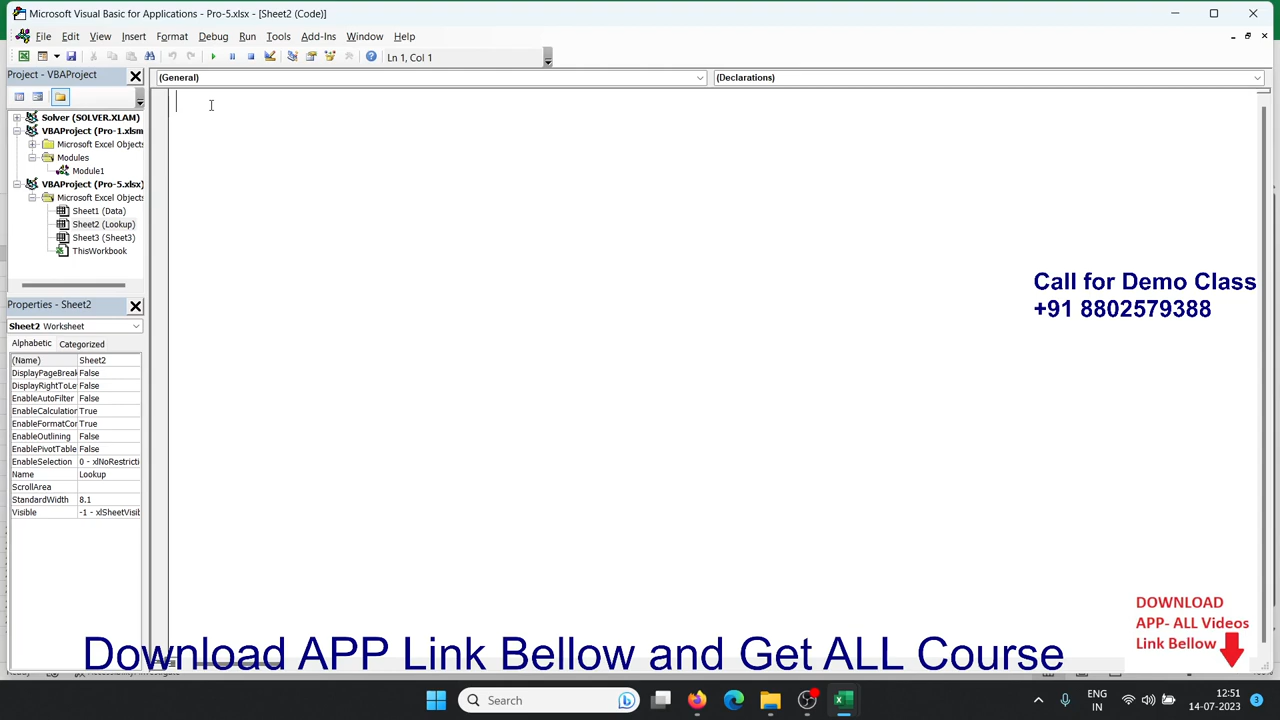 Microsoft Visual Basic for Applications - Pro-5.xlsx - [Sheet2 (Code)]
File Edit View Insert Format Debug Run Tools Add-Ins Window Help
Ln 1, Col 1
Project - VBAProject
(General)
(Declarations)
Solver (SOLVER.XLAM)
VBAProject (Pro-1.xlsm
Microsoft Excel Objects
Modules
Module1
VBAProject (Pro-5.xlsx)
Microsoft Excel Objects
Sheet1 (Data)
Sheet2 (Lookup)
Sheet3 (Sheet3)
ThisWorkbook
Properties - Sheet2
Sheet2 Worksheet
Alphabetic Categorized
(Name) Sheet2
DisplayPageBreak False
DisplayRightToLe False
EnableAutoFilter False
EnableCalculation True
EnableFormatCor True
EnableOutlining False
EnablePivotTable False
EnableSelection 0 - xlNoRestricti
Name Lookup
ScrollArea
StandardWidth 8.1
Visible -1 - xlSheetVisib
Call for Demo Class
+91 8802579388
DOWNLOAD
APP- ALL Videos
Link Bellow
Download APP Link Bellow and Get ALL Course
Search
ENG
IN
12:51
14-07-2023
3